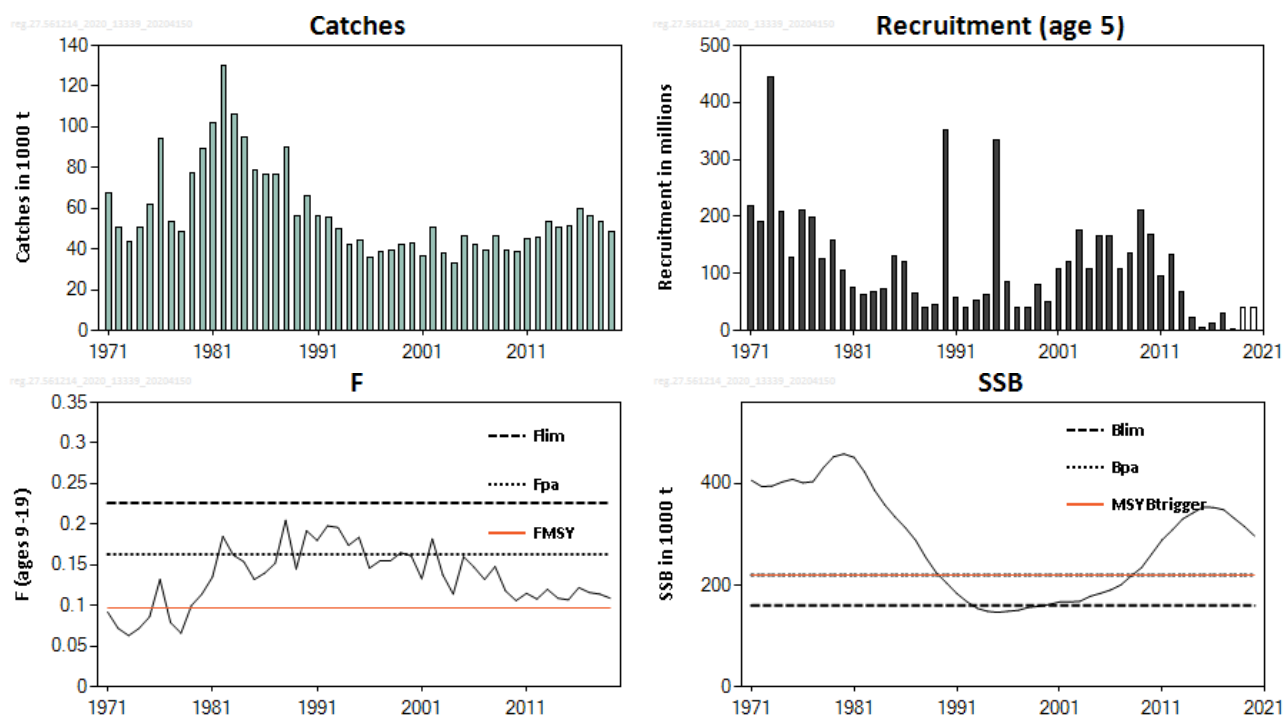 reg.27.561214_2020_13339_20204150
Catches
Catches in 1000 t
140
120
100
80
60
40
20
0
1971
1981
1991
2001
2011
reg.27.561214_2020_13339_20204150
Recruitment (age 5)
Recruitment in millions
500
400
300
200
100
0
1971
1981
1991
2001
2011
2021
reg.27.561214_2020_13339_20204150
F
F (ages 9-19)
0.35
0.3
0.25
0.2
0.15
0.1
0.05
0
Flim
Fpa
FMSY
1971
1981
1991
2001
2011
reg.27.561214_2020_13339_20204150
SSB
SSB in 1000 t
400
200
0
Blim
Bpa
MSYBtrigger
1971
1981
1991
2001
2011
2021